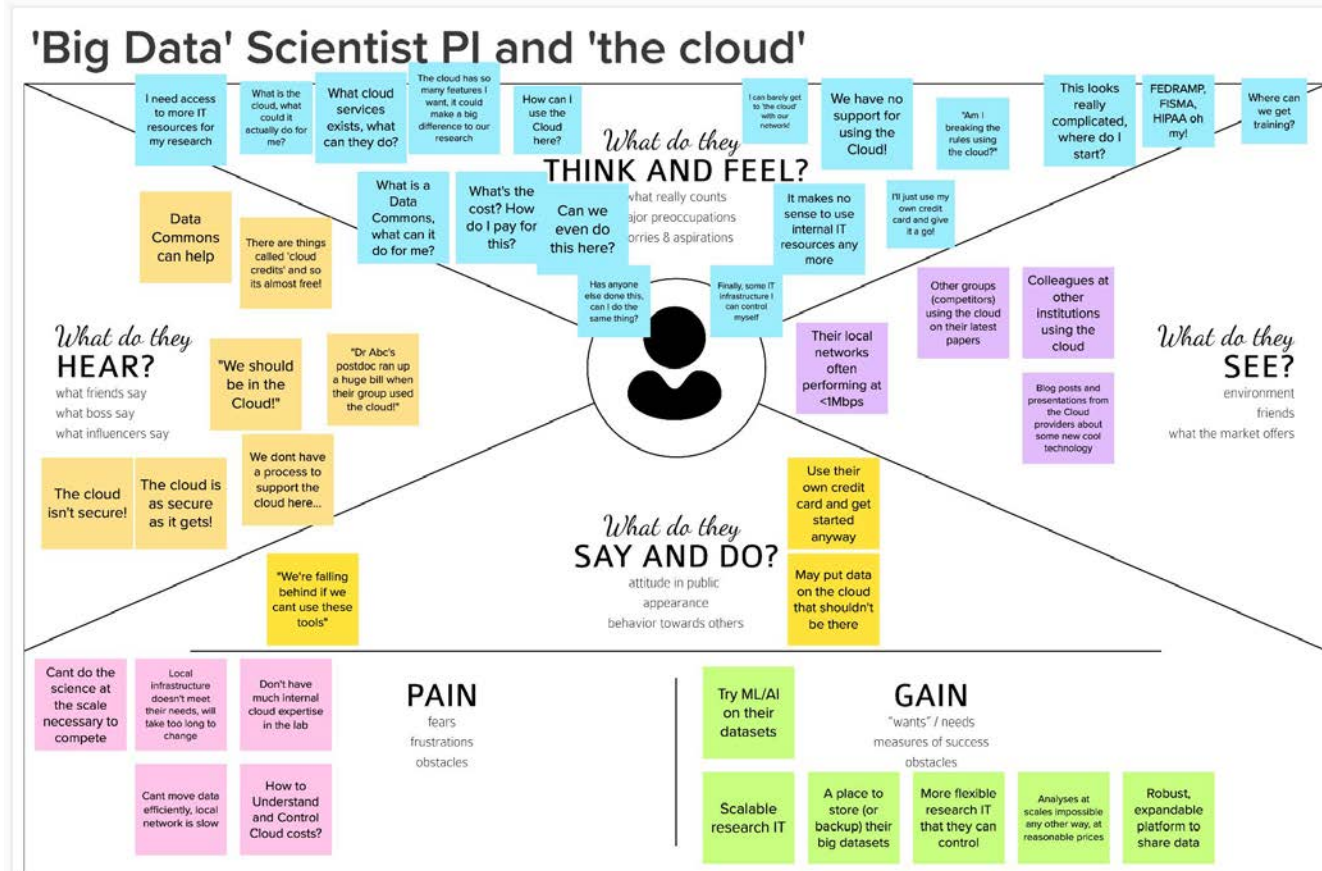 'Big Data' Scientist PI and 'the cloud'
I need access
to more IT
resources for
my research
What is the
cloud, what
could it
actually do for
me?
What cloud
services
exists, what
can they do?
The cloud has so
many features I
want, it could
make a big
difference to our
research
How can I
use the
Cloud
here?
I can barely get
to 'the cloud'
with our
network!
We have no
support for
using the
Cloud!
"Am I
breaking the
rules using
the cloud?"
This looks
really
complicated,
where do I
start?
FEDRAMP,
FISMA,
HIPAA oh
my!
Where can
we get
training?
What do they
THINK AND FEEL?
what really counts
ajor preoccupations
orries & aspirations
What is a
Data
Commons,
what can it
do for me?
What's the
cost? How
do I pay for
this?
Can we
even do
this here?
It makes no
sense to use
internal IT
resources any
more
I'll just use my
own credit
card and give
it a go!
Has anyone
else done this,
can I do the
same thing?
Finally, some IT
infrastructure I
can control
myself
Data
Commons
can help
There are things
called 'cloud
credits' and so
its almost free!
What do they
HEAR?
what friends say
what boss say
what influencers say
"We should
be in the
Cloud!"
"Dr Abc's
postdoc ran up
a huge bill when
their group used
the cloud!"
The cloud
isn't secure!
The cloud is
as secure
as it gets!
We dont have
a process to
support the
cloud here...
Their local
networks
often
performing at
<1Mbps
Other groups
(competitors)
using the cloud
on their latest
papers
Colleagues at
other
institutions
using the
cloud
Blog posts and
presentations from
the Cloud
providers about
some new cool
technology
What do they
SEE?
environment
friends
what the market offers
"We're falling
behind if we
cant use these
tools"
What do they
SAY AND DO?
attitude in public
appearance
behavior towards others
Use their
own credit
card and get
started
anyway
May put data
on the cloud
that shouldn't
be there
Cant do the
science at
the scale
necessary to
compete
Local
infrastructure
doesn't meet
their needs, will
take too long to
change
Don't have
much internal
cloud expertise
in the lab
Cant move data
efficiently, local
network is slow
How to
Understand
and Control
Cloud costs?
PAIN
fears
frustrations
obstacles
Try ML/AI
on their
datasets
GAIN
"wants" / needs
measures of success
obstacles
Scalable
research IT
A place to
store (or
backup) their
big datasets
More flexible
research IT
that they can
control
Analyses at
scales impossible
any other way, at
reasonable prices
Robust,
expandable
platform to
share data